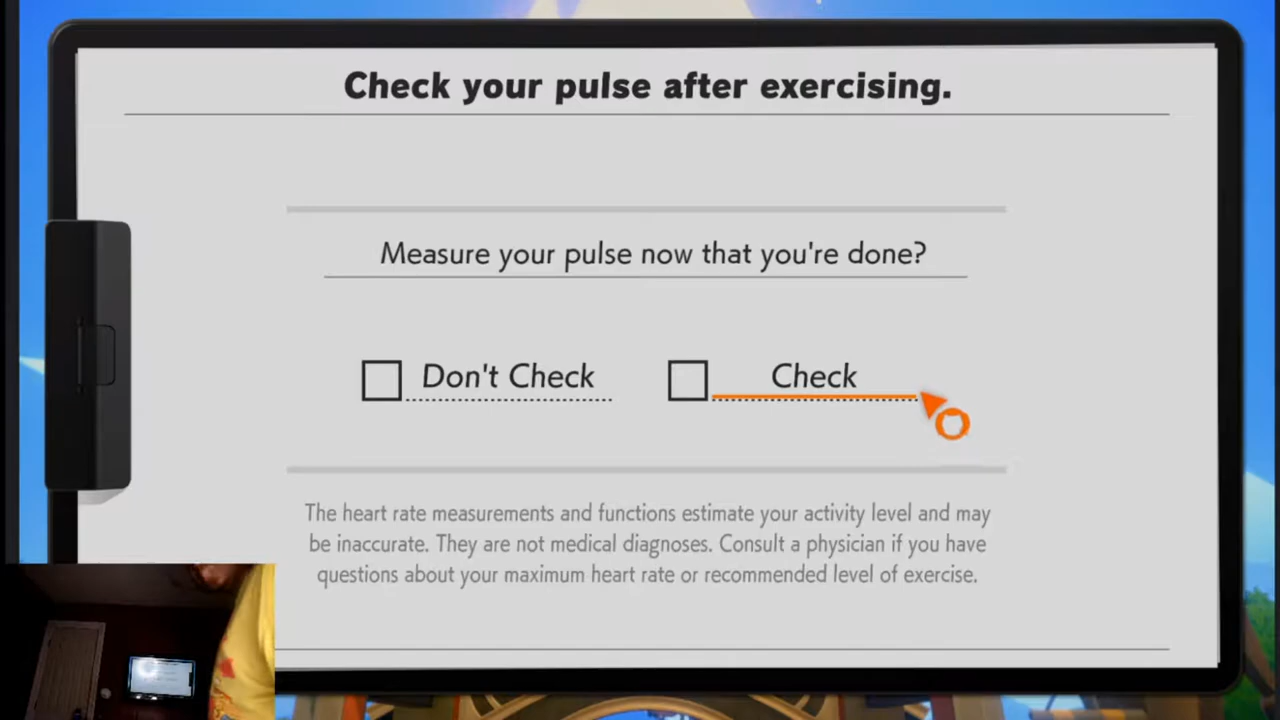 Check your pulse after exercising.
Measure your pulse now that you're done?
Don't Check
Check
The heart rate measurements and functions estimate your activity level and may
be inaccurate. They are not medical diagnoses. Consult a physician if you have
questions about your maximum heart rate or recommended level of exercise.